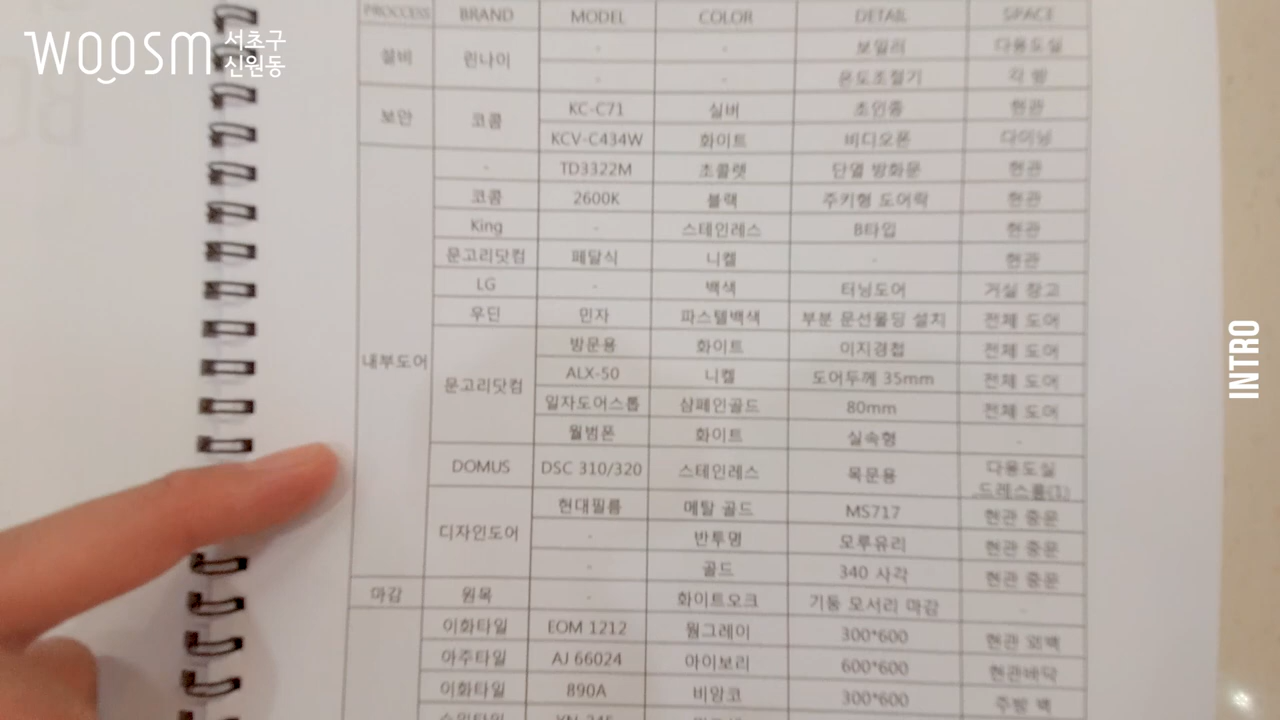 WOOSM 서초구
신원동
INTRO
PROCCESS BRAND MODEL COLOR DETAIL SPACE
설비 린나이 - - 보일러 다용도실
- - 온도조절기 각 방
보안 코콤 KC-C71 실버 초인종 현관
KCV-C434W 화이트 비디오폰 다이닝
내부도어 - TD3322M 초콜렛 단열 방화문 현관
코콤 2600K 블랙 주키형 도어락 현관
King - 스테인레스 B타입 현관
문고리닷컴 페달식 니켈 - 현관
LG - 백색 터닝도어 거실 창고
우딘 민자 파스텔백색 부분 문선몰딩 설치 전체 도어
문고리닷컴 방문용 화이트 이지경첩 전체 도어
ALX-50 니켈 도어두께 35mm 전체 도어
일자도어스톱 샴페인골드 80mm 전체 도어
월범폰 화이트 실속형 -
DOMUS DSC 310/320 스테인레스 목문용 다용도실
드레스룸(1)
디자인도어 현대필름 메탈 골드 MS717 현관 중문
- 반투명 모루유리 현관 중문
- 골드 340 사각 현관 중문
마감 원목 - 화이트오크 기둥 모서리 마감 -
이화타일 EOM 1212 웜그레이 300*600 현관 외벽
아주타일 AJ 66024 아이보리 600*600 현관바닥
이화타일 890A 비앙코 300*600 주방 벽